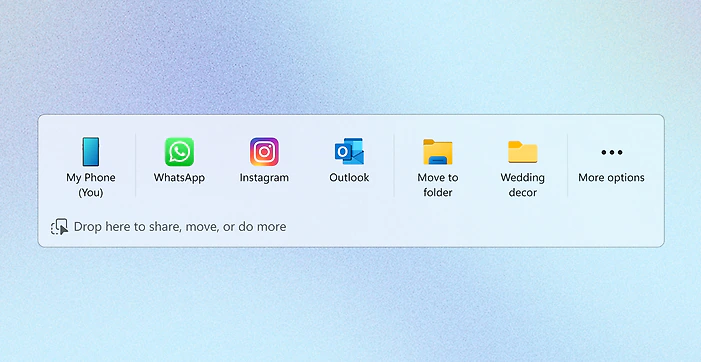 My Phone
(You)
WhatsApp
Instagram
Outlook
Move to
folder
Wedding
decor
More options
Drop here to share, move, or do more